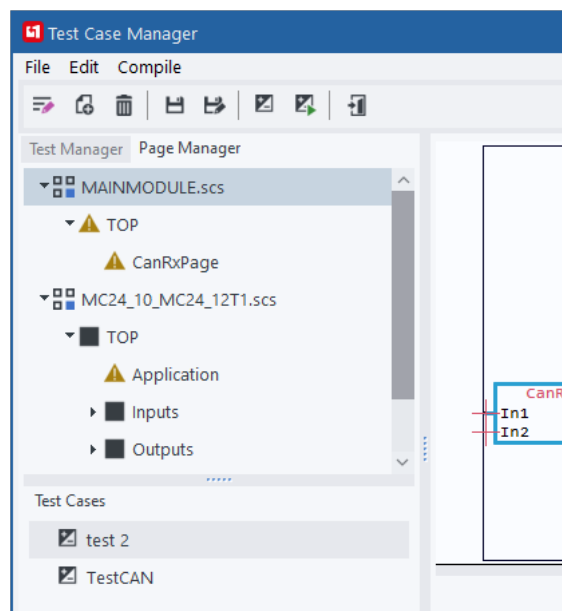 Test Case Manager
File Edit Compile
Test Manager Page Manager
MAINMODULE.scs
TOP
CanRxPage
MC24_10_MC24_12T1.scs
TOP
Application
Inputs
Outputs
Test Cases
test 2
TestCAN
CanR
In1
In2